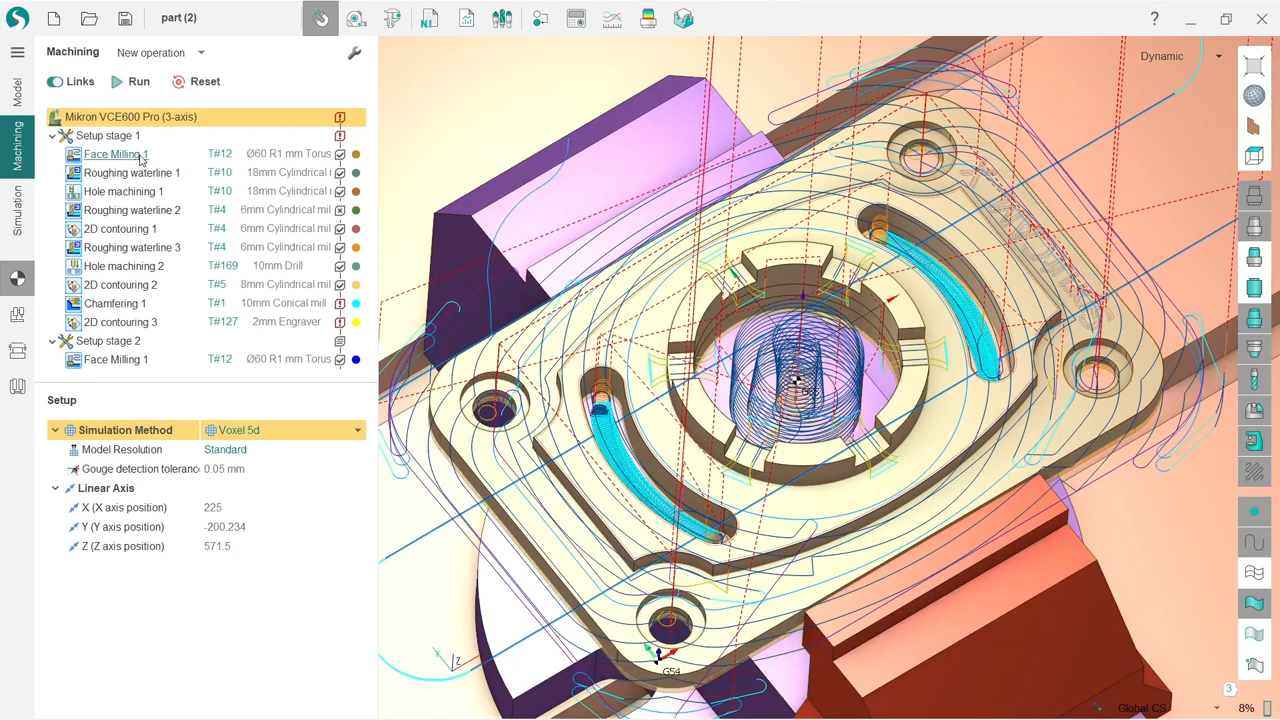 part (2)
N.I
?
Machining New operation
Links Run Reset
Model
Machining
Simulation
Mikron VCE600 Pro (3-axis)
Setup stage 1
Face Milling 1 T#12 Ø60 R1 mm Torus
Roughing waterline 1 T#10 18mm Cylindrical
Hole machining 1 T#10 18mm Cylindrical
Roughing waterline 2 T#4 6mm Cylindrical mil
2D contouring 1 T#4 6mm Cylindrical mil
Roughing waterline 3 T#4 6mm Cylindrical mil
Hole machining 2 T#169 10mm Drill
2D contouring 2 T#5 8mm Cylindrical mil
Chamfering 1 T#1 10mm Conical mill
2D contouring 3 T#127 2mm Engraver
Setup stage 2
Face Milling 1 T#12 Ø60 R1 mm Torus
Setup
Simulation Method Voxel 5d
Model Resolution Standard
Gouge detection toleranc 0.05 mm
Linear Axis
X (X axis position) 225
Y (Y axis position) -200.234
Z (Z axis position) 571.5
Dynamic
Y
Z
G54
3
Global CS 8%